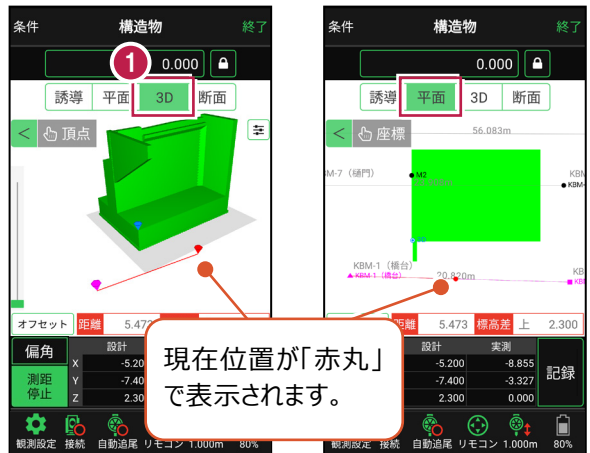 条件 構造物 終了
1 0.000
誘導 平面 3D 断面
< 頂点
オフセット 距離 5.47
偏角 設計
X -5.20
測距 Y -7.40
停止 Z 2.30
観測設定 接続 自動追尾 リモコン 1.000m 80%
条件 構造物 終了
0.000
誘導 平面 3D 断面
< 座標
56.083m
M-7（樋門） M2 KBM
KBM-
KBM-1（橋台） 20.820m KB
KBM-1（橋台） KB
距離 5.473 標高差 上 2.300
設計 実測
-5.200 -8.855
-7.400 -3.327 記録
2.300 0.000
観測設定 接続 自動追尾 リモコン 1.000m 80%
現在位置が「赤丸」
で表示されます。